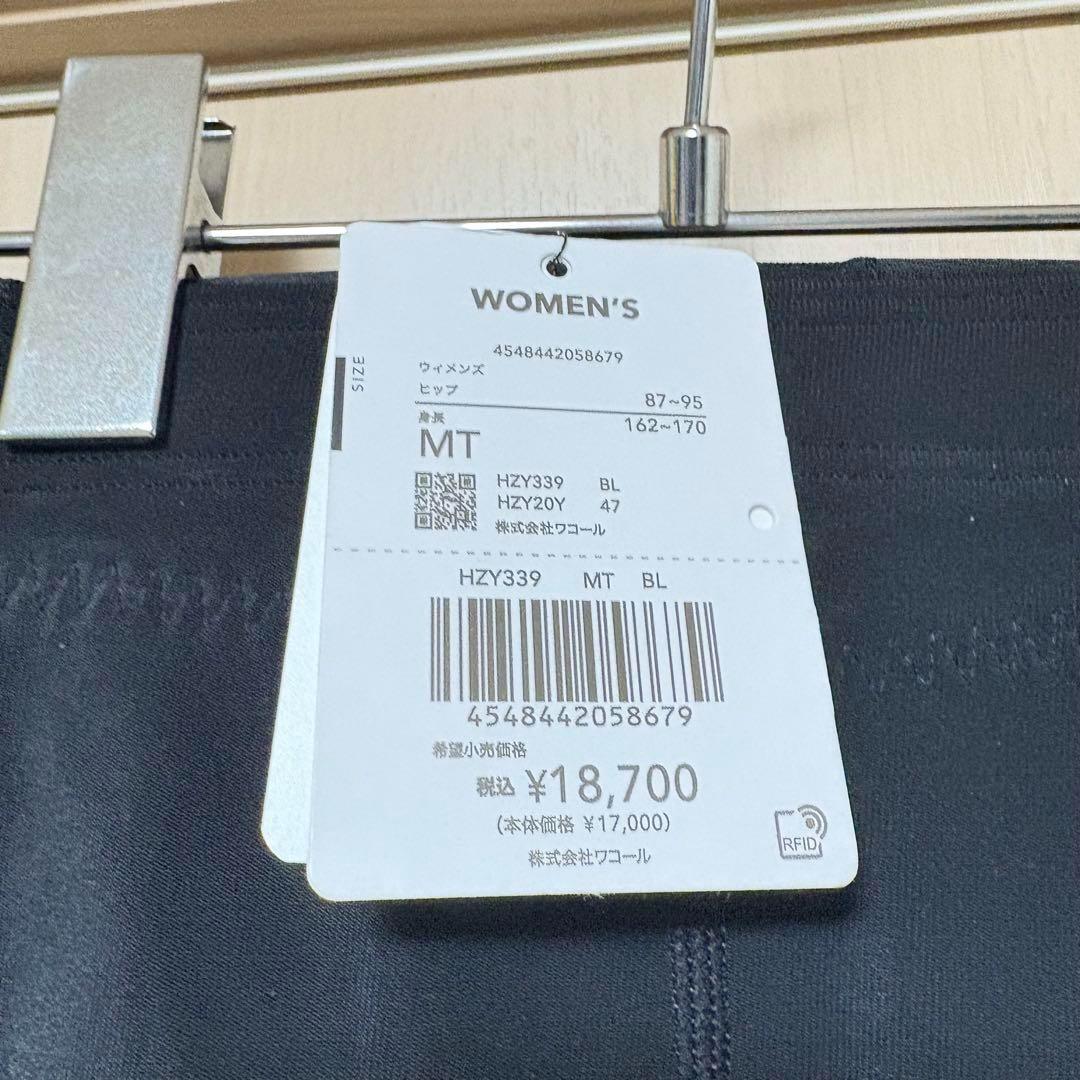 WOMEN'S
4548442058679
SIZE
ウィメンズ
ヒップ 87~95
身長 162~170
MT
HZY339 BL
HZY20Y 47
株式会社ワコール
HZY339 MT BL
4548442058679
希望小売価格
税込 ¥18,700
(本体価格 ¥17,000)
株式会社ワコール
RFID